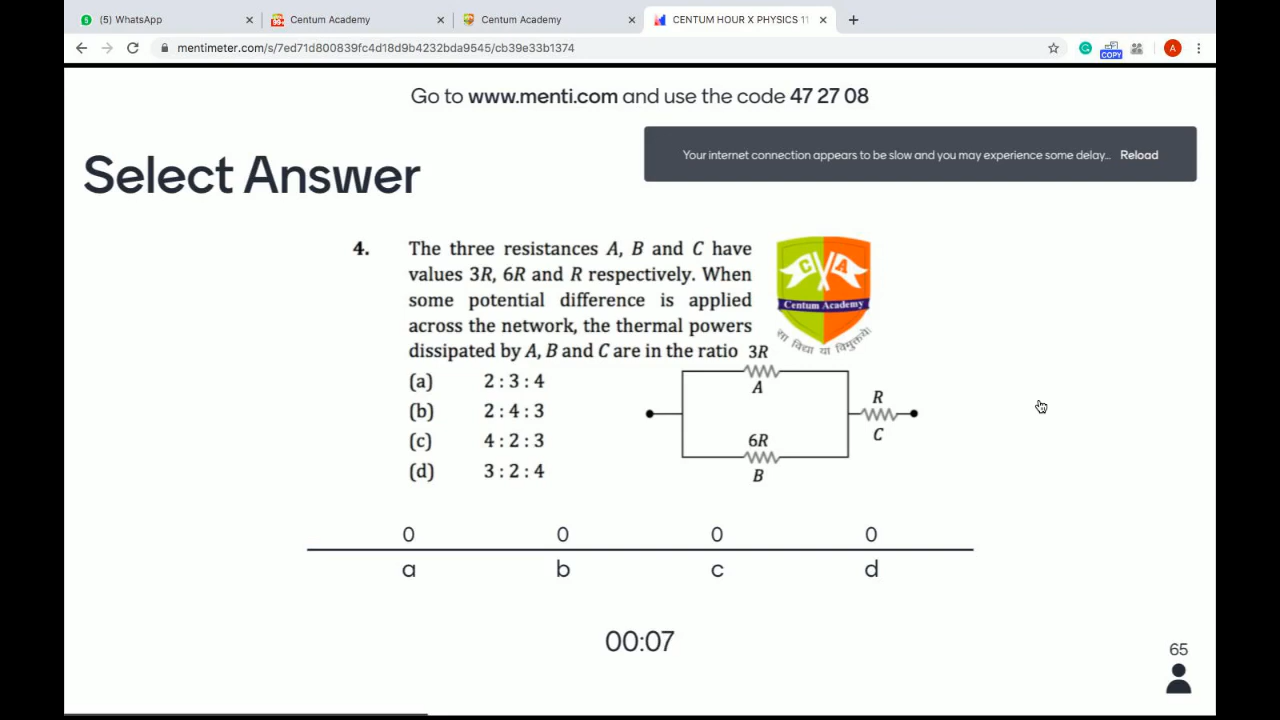 (5) WhatsApp
Centum Academy
Centum Academy
CENTUM HOUR X PHYSICS 11
mentimeter.com/s/7ed71d800839fc4d18d9b4232bda9545/cb39e33b1374
COPY
A
Go to www.menti.com and use the code 47 27 08
Your internet connection appears to be slow and you may experience some delay... Reload
Select Answer
4. The three resistances A, B and C have
values 3R, 6R and R respectively. When
some potential difference is applied
across the network, the thermal powers
dissipated by A, B and C are in the ratio
(a) 2 : 3 : 4
(b) 2 : 4 : 3
(c) 4 : 2 : 3
(d) 3 : 2 : 4
C A
Centum Academy
सा विद्या या विमुक्तये
3R
A
R
C
6R
B
0 0 0 0
a b c d
00:07
65